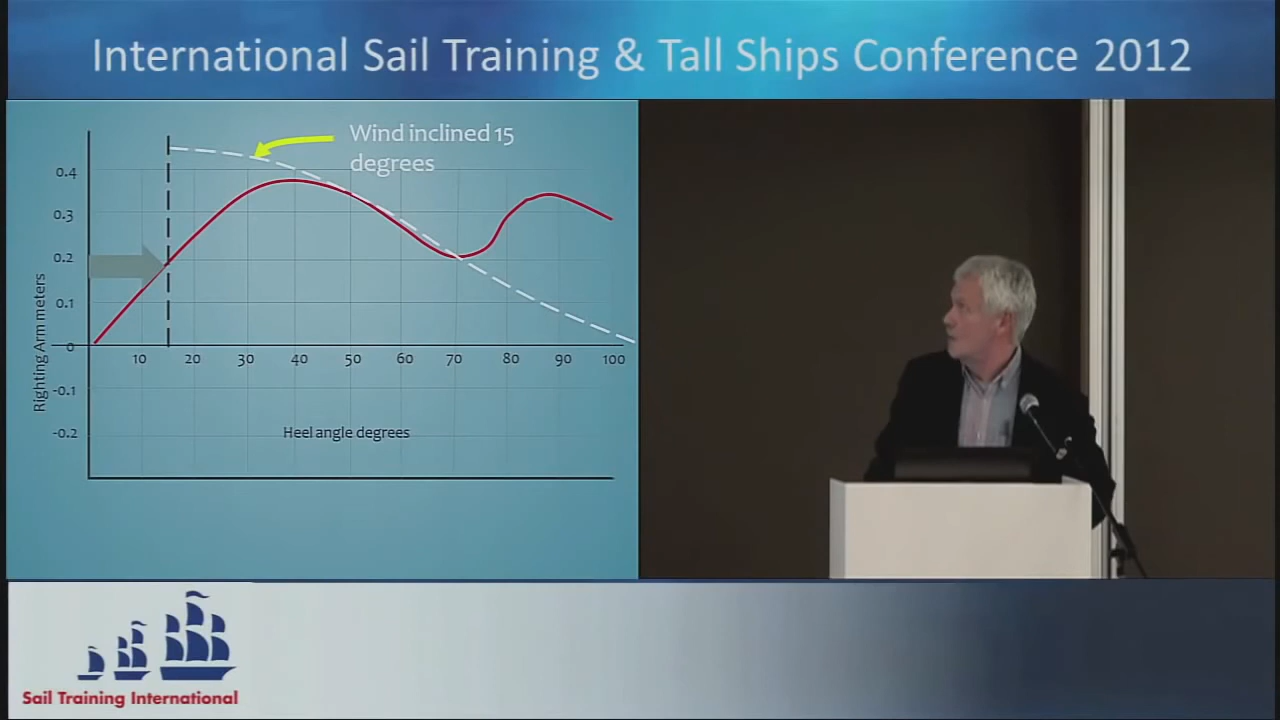 International Sail Training & Tall Ships Conference 2012
Wind inclined 15
degrees
0.4
0.3
0.2
0.1
0
-0.1
-0.2
Righting Arm meters
10 20 30 40 50 60 70 80 90 100
Heel angle degrees
Sail Training International